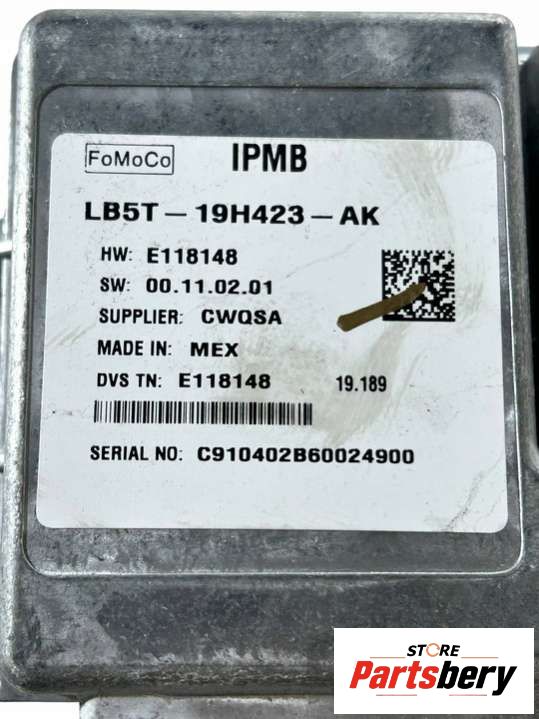 FoMoCo
IPMB
LB5T-19H423-AK
HW: E118148
SW: 00.11.02.01
SUPPLIER: CWQSA
MADE IN: MEX
DVS TN: E118148 19.189
SERIAL NO: C910402B60024900
STORE
Partsbery